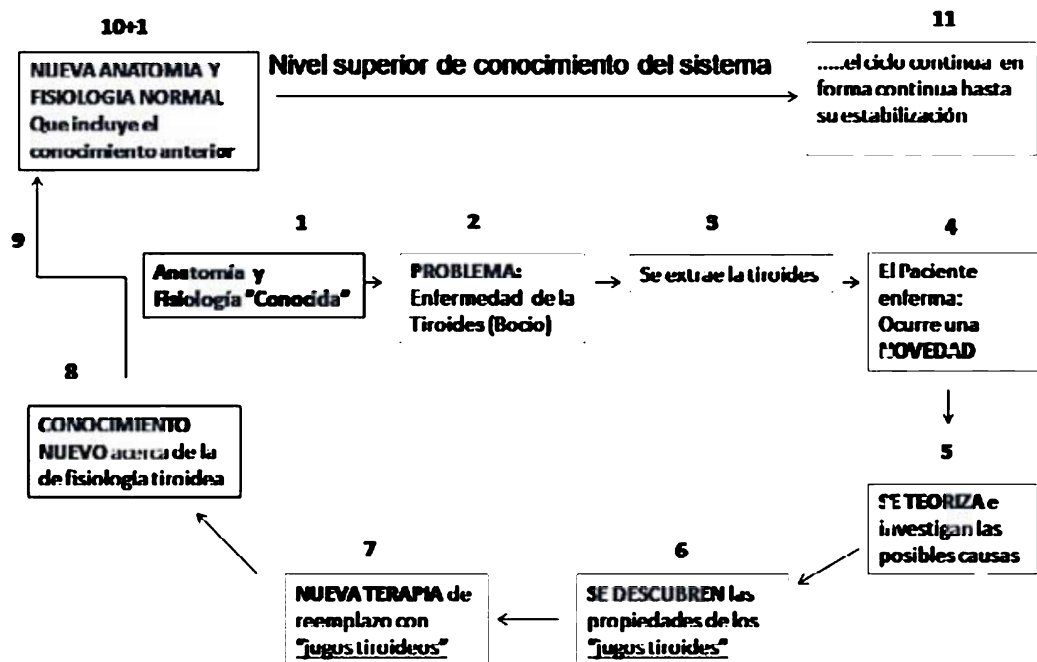 10+1
NUEVA ANATOMIA Y
FISIOLOGIA NORMAL
Que incluye el
conocimiento anterior
Nivel superior de conocimiento del sistema
11
.....el ciclo continua en
forma continua hasta
su estabilización
9
1
Anatomía y
Fisiología "Conocida"
2
PROBLEMA:
Enfermedad de la
Tiroides (Bocio)
3
Se extrae la tiroides
4
El Paciente
enferma:
Ocurre una
NOVEDAD
5
SE TEORIZA e
investigan las
posibles causas
6
SE DESCUBREN las
propiedades de los
"jugos tiroides"
7
NUEVA TERAPIA de
reemplazo con
"jugos tiroideos"
8
CONOCIMIENTO
NUEVO acerca de la
de fisiología tiroidea